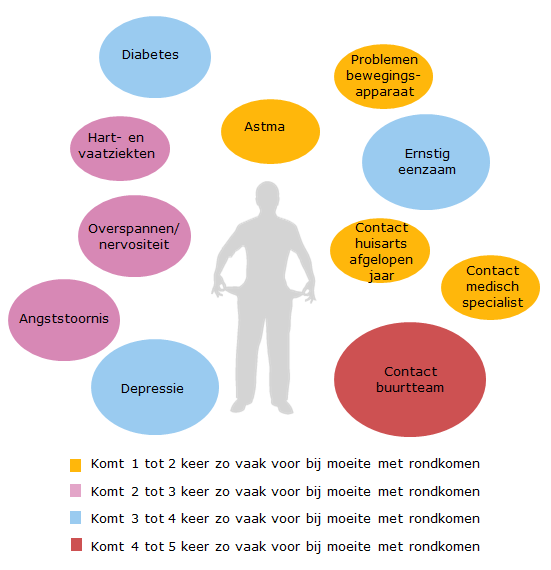 Diabetes
Problemen
bewegings-
apparaat
Astma
Hart- en
vaatziekten
Ernstig
eenzaam
Overspannen/
nervositeit
Contact
huisarts
afgelopen
jaar
Contact
medisch
specialist
Angststoornis
Depressie
Contact
buurtteam
Komt 1 tot 2 keer zo vaak voor bij moeite met rondkomen
Komt 2 tot 3 keer zo vaak voor bij moeite met rondkomen
Komt 3 tot 4 keer zo vaak voor bij moeite met rondkomen
Komt 4 tot 5 keer zo vaak voor bij moeite met rondkomen